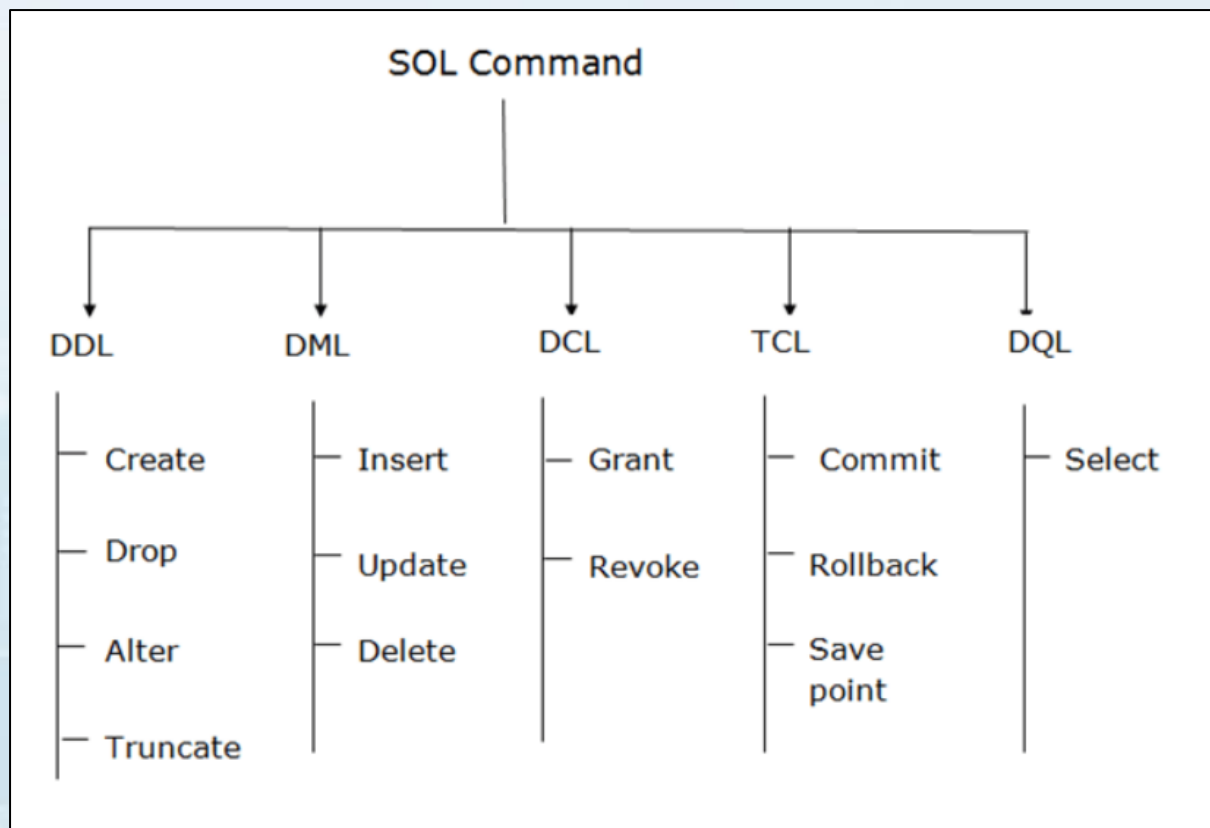 SOL Command
DDL
DML
DCL
TCL
DQL
Create
Drop
Alter
Truncate
Insert
Update
Delete
Grant
Revoke
Commit
Rollback
Save
point
Select